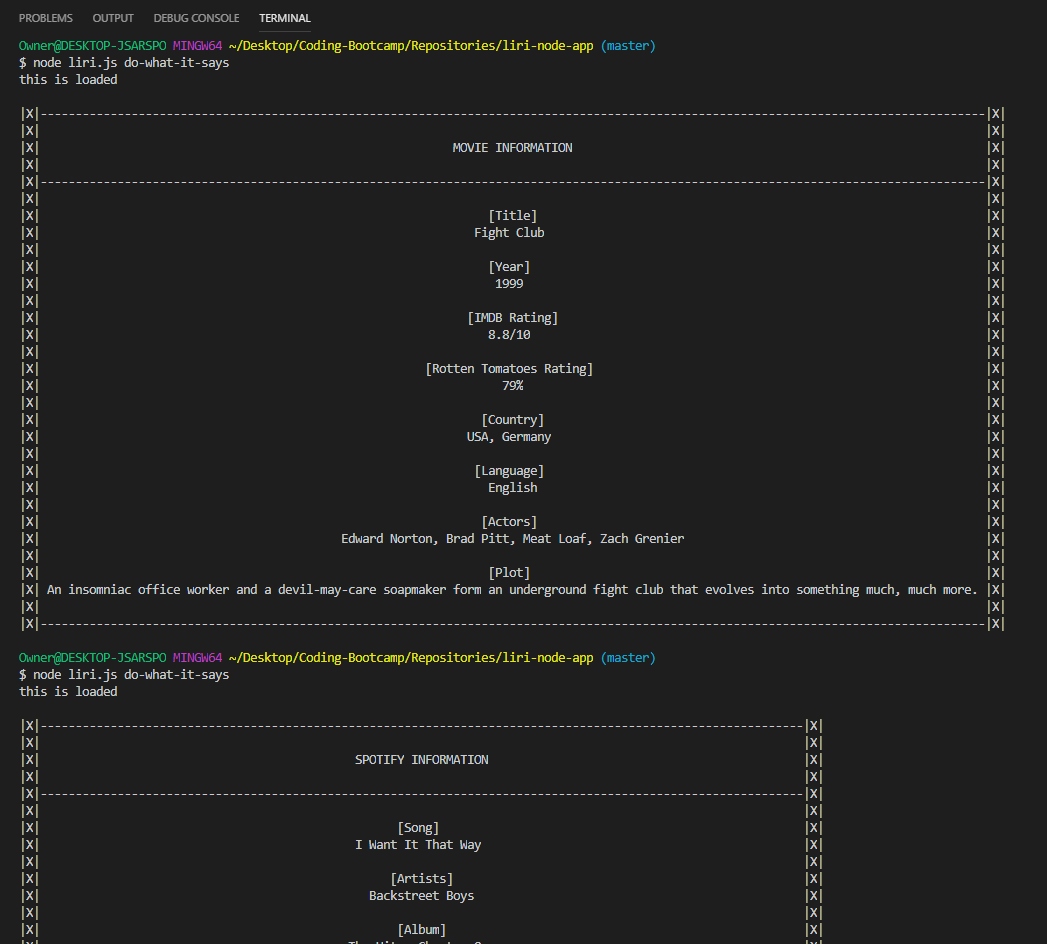 PROBLEMS OUTPUT DEBUG CONSOLE TERMINAL
Owner@DESKTOP-JSARSPO MINGW64 ~/Desktop/Coding-Bootcamp/Repositories/liri-node-app (master)
$ node liri.js do-what-it-says
this is loaded
|X|---------------------------------------------------------------------------------------------------------------------------------------|X|
|X| |X|
|X| MOVIE INFORMATION |X|
|X| |X|
|X|---------------------------------------------------------------------------------------------------------------------------------------|X|
|X| |X|
|X| [Title] |X|
|X| Fight Club |X|
|X| |X|
|X| [Year] |X|
|X| 1999 |X|
|X| |X|
|X| [IMDB Rating] |X|
|X| 8.8/10 |X|
|X| |X|
|X| [Rotten Tomatoes Rating] |X|
|X| 79% |X|
|X| |X|
|X| [Country] |X|
|X| USA, Germany |X|
|X| |X|
|X| [Language] |X|
|X| English |X|
|X| |X|
|X| [Actors] |X|
|X| Edward Norton, Brad Pitt, Meat Loaf, Zach Grenier |X|
|X| |X|
|X| [Plot] |X|
|X| An insomniac office worker and a devil-may-care soapmaker form an underground fight club that evolves into something much, much more. |X|
|X| |X|
|X|---------------------------------------------------------------------------------------------------------------------------------------|X|
Owner@DESKTOP-JSARSPO MINGW64 ~/Desktop/Coding-Bootcamp/Repositories/liri-node-app (master)
$ node liri.js do-what-it-says
this is loaded
|X|-------------------------------------------------------------------------------------------------------------|X|
|X| |X|
|X| SPOTIFY INFORMATION |X|
|X| |X|
|X|-------------------------------------------------------------------------------------------------------------|X|
|X| |X|
|X| [Song] |X|
|X| I Want It That Way |X|
|X| |X|
|X| [Artists] |X|
|X| Backstreet Boys |X|
|X| |X|
|X| [Album] |X|